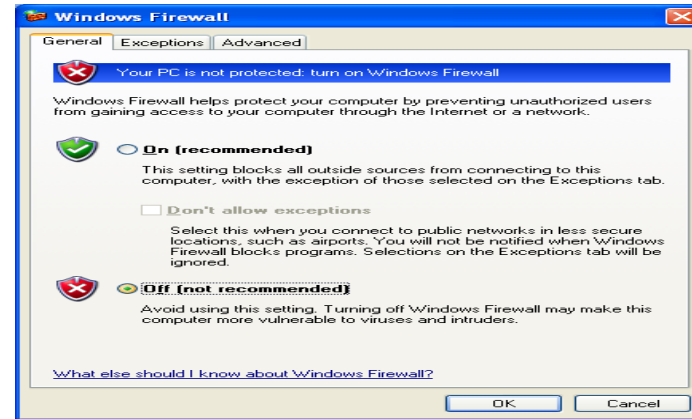 Windows Firewall
General Exceptions Advanced
Your PC is not protected: turn on Windows Firewall
Windows Firewall helps protect your computer by preventing unauthorized users
from gaining access to your computer through the Internet or a network.
On (recommended)
This setting blocks all outside sources from connecting to this
computer, with the exception of those selected on the Exceptions tab.
Don't allow exceptions
Select this when you connect to public networks in less secure
locations, such as airports. You will not be notified when Windows
Firewall blocks programs. Selections on the Exceptions tab will be
ignored.
Off (not recommended)
Avoid using this setting. Turning off Windows Firewall may make this
computer more vulnerable to viruses and intruders.
What else should I know about Windows Firewall?
OK Cancel